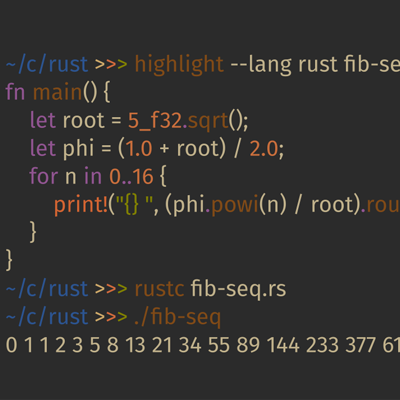 ~/c/rust >>> highlight --lang rust fib-se
fn main() {
    let root = 5_f32.sqrt();
    let phi = (1.0 + root) / 2.0;
    for n in 0..16 {
        print!("{} ", (phi.powi(n) / root).rou
    }
}
~/c/rust >>> rustc fib-seq.rs
~/c/rust >>> ./fib-seq
0 1 1 2 3 5 8 13 21 34 55 89 144 233 377 61